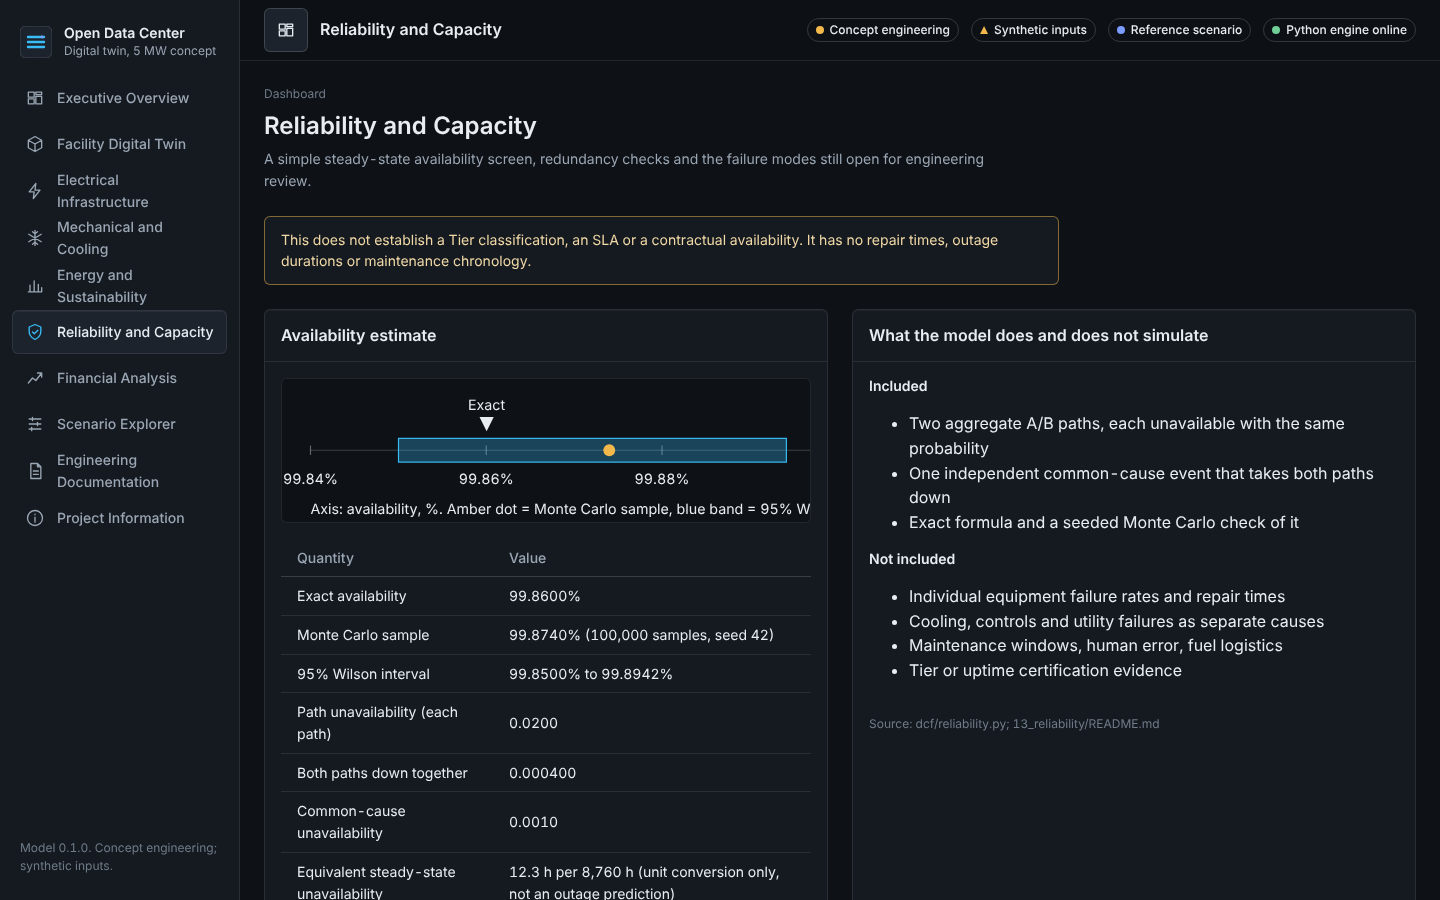 Open Data Center
Digital twin, 5 MW concept
Executive Overview
Facility Digital Twin
Electrical
Infrastructure
Mechanical and
Cooling
Energy and
Sustainability
Reliability and Capacity
Financial Analysis
Scenario Explorer
Engineering
Documentation
Project Information
Model 0.1.0. Concept engineering;
synthetic inputs.
Reliability and Capacity
Concept engineering
Synthetic inputs
Reference scenario
Python engine online
Dashboard
Reliability and Capacity
A simple steady-state availability screen, redundancy checks and the failure modes still open for engineering
review.
This does not establish a Tier classification, an SLA or a contractual availability. It has no repair times, outage
durations or maintenance chronology.
Availability estimate
Exact
99.84%
99.86%
99.88%
Axis: availability, %. Amber dot = Monte Carlo sample, blue band = 95% W
Quantity Value
Exact availability 99.8600%
Monte Carlo sample 99.8740% (100,000 samples, seed 42)
95% Wilson interval 99.8500% to 99.8942%
Path unavailability (each
path) 0.0200
Both paths down together 0.000400
Common-cause
unavailability 0.0010
Equivalent steady-state 12.3 h per 8,760 h (unit conversion only,
unavailability not an outage prediction)
What the model does and does not simulate
Included
• Two aggregate A/B paths, each unavailable with the same
probability
• One independent common-cause event that takes both paths
down
• Exact formula and a seeded Monte Carlo check of it
Not included
• Individual equipment failure rates and repair times
• Cooling, controls and utility failures as separate causes
• Maintenance windows, human error, fuel logistics
• Tier or uptime certification evidence
Source: dcf/reliability.py; 13_reliability/README.md